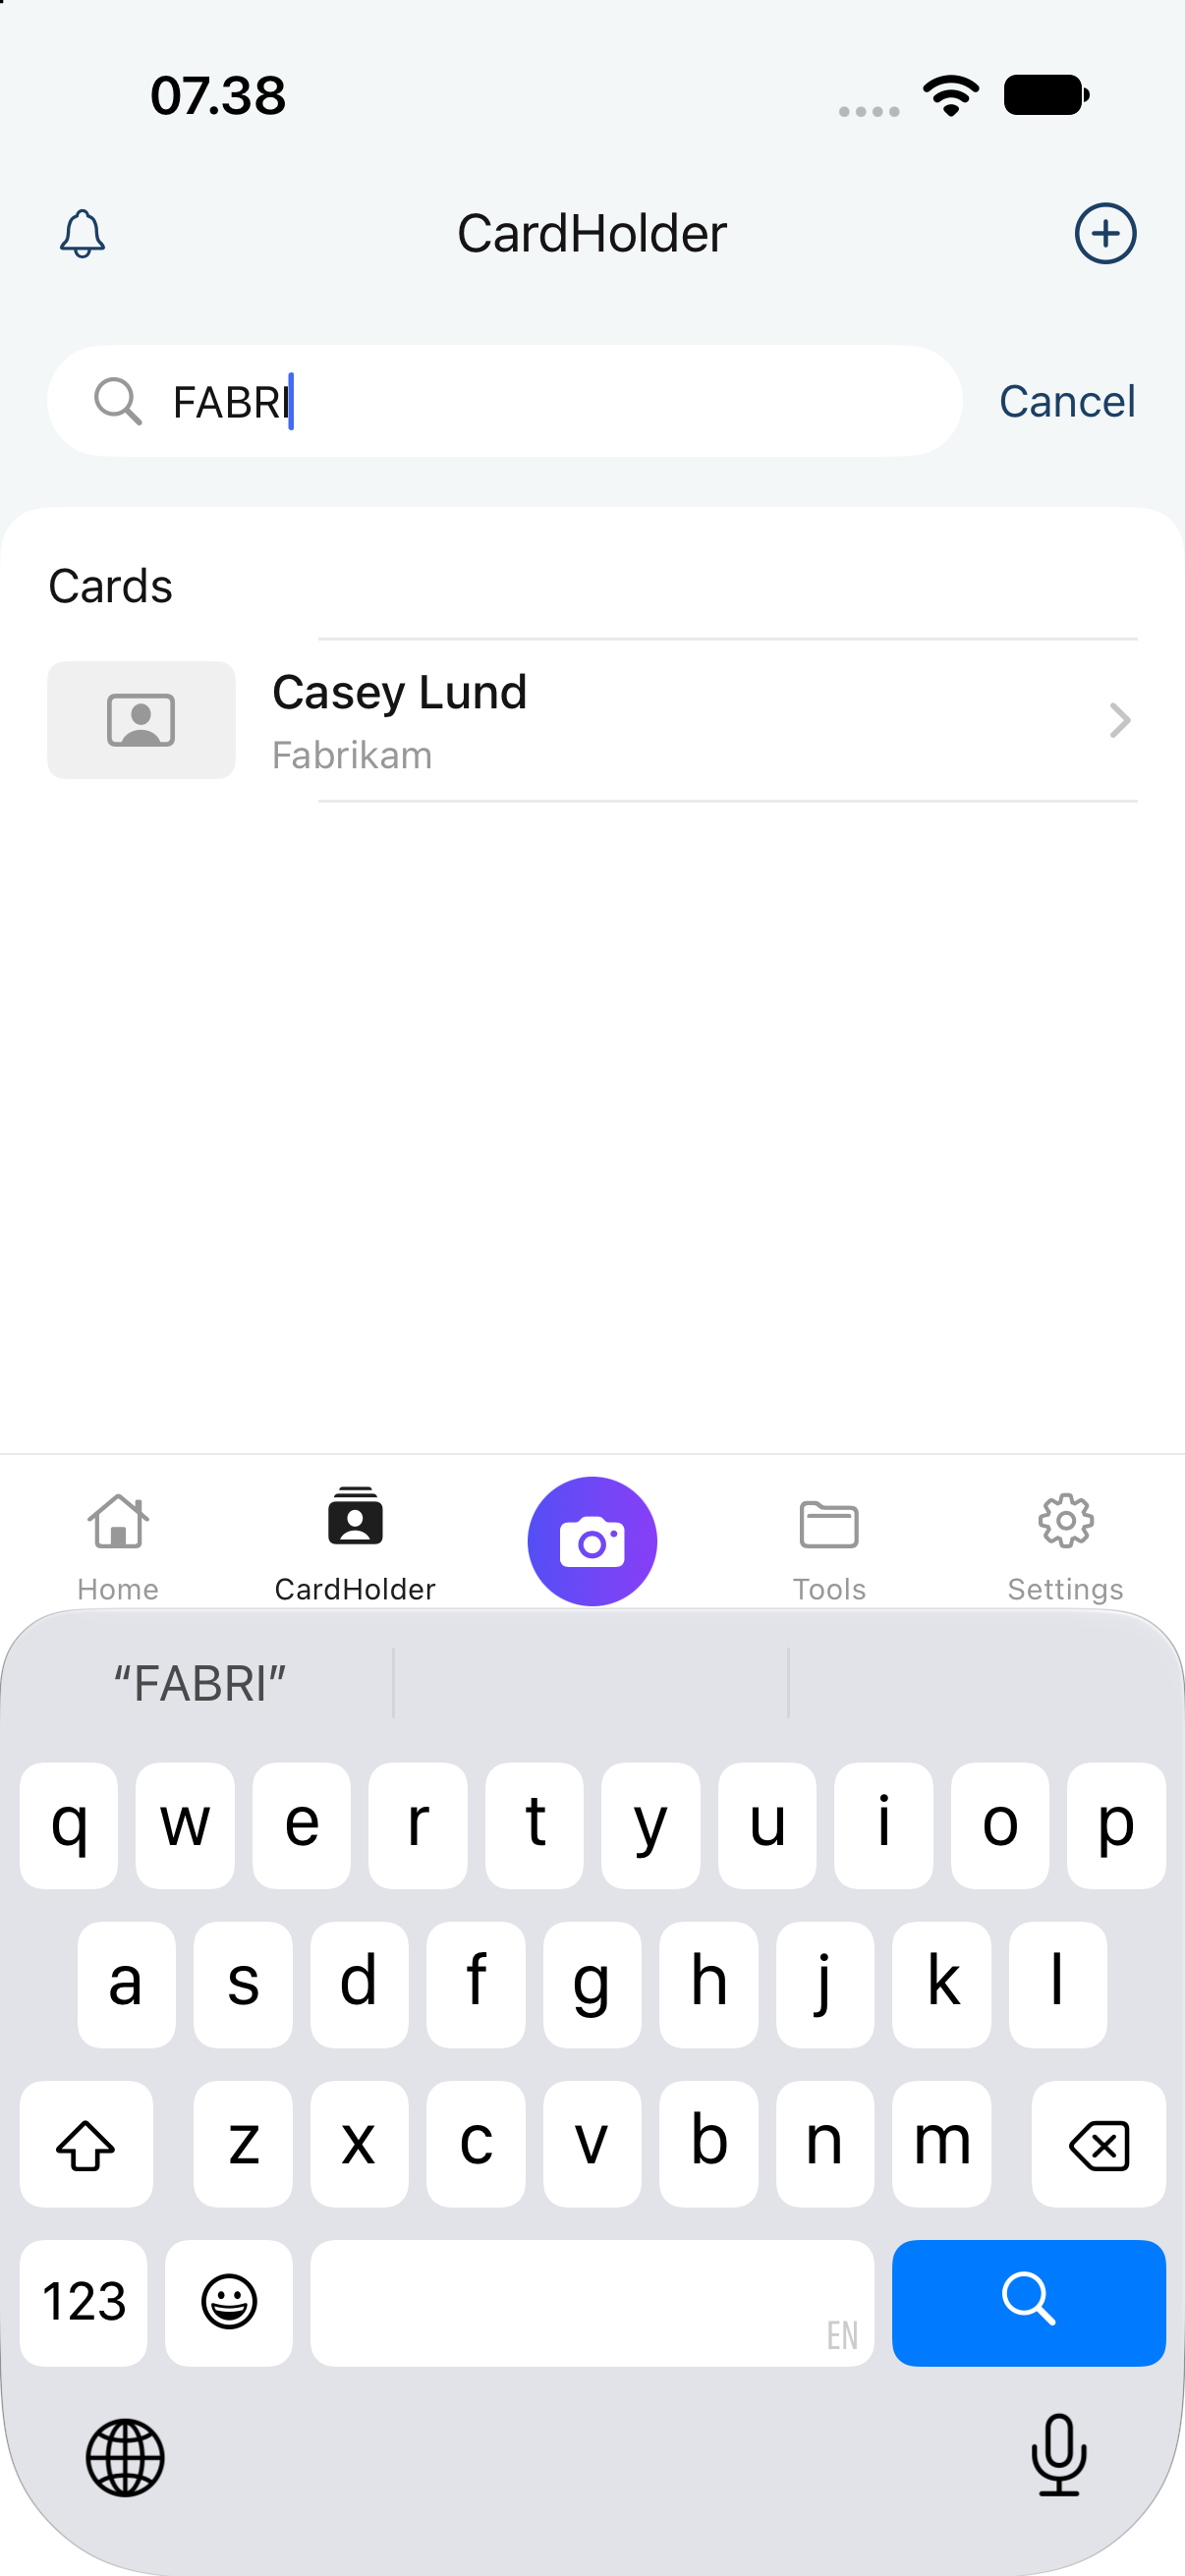 07.38
CardHolder
FABRI
Cancel
Cards
Casey Lund
Fabrikam
Home
CardHolder
Tools
Settings
“FABRI”
q w e r t y u i o p
a s d f g h j k l
z x c v b n m
123
EN